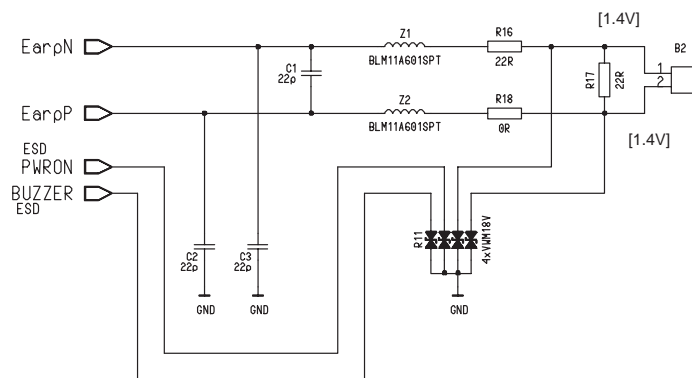 [1.4V]
Z1
R16
B2
EarpN
BLM11A601SPT
22R
C1
22p
R17
22R
1
2
Z2
R18
EarpP
BLM11A601SPT
0R
[1.4V]
ESD
PWRON
BUZZER
ESD
R11
4xVWM18V
C2
22p
C3
22p
GND
GND
GND